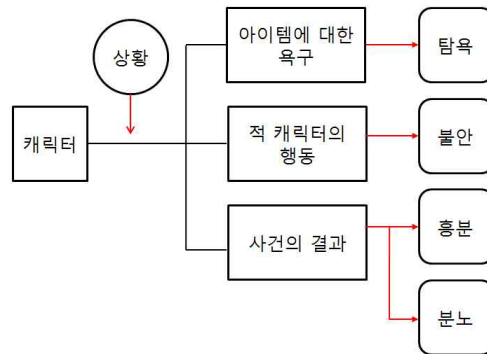 상황
캐릭터
아이템에 대한
욕구
탐욕
적 캐릭터의
행동
불안
사건의 결과
흥분
분노